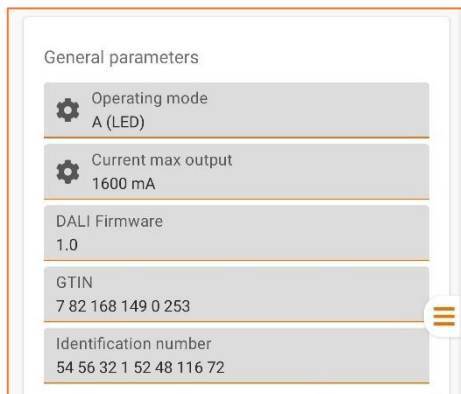 General parameters
Operating mode
A (LED)
Current max output
1600 mA
DALI Firmware
1.0
GTIN
7 82 168 149 0 253
Identification number
54 56 32 1 52 48 116 72